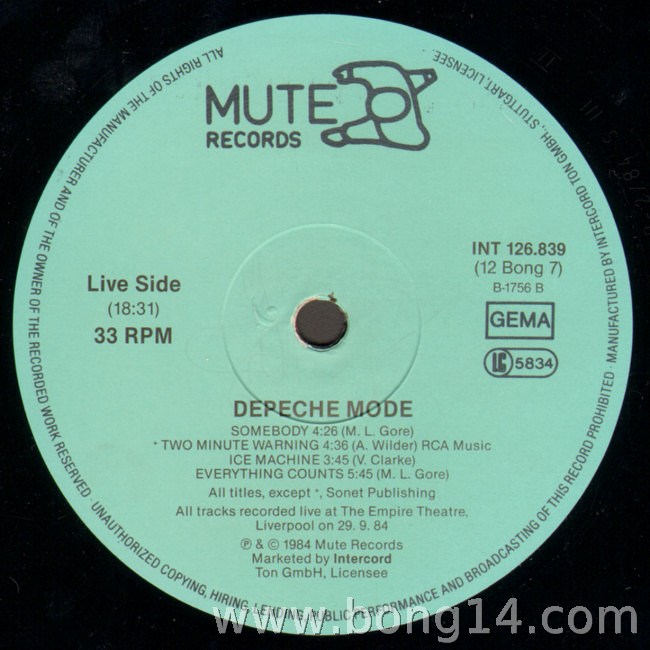 MUTE
RECORDS
Live Side
(18:31)
33 RPM
INT 126.839
(12 Bong 7)
B-1756 B
GEMA
LC 5834
DEPECHE MODE
SOMEBODY 4:26 (M. L. Gore)
* TWO MINUTE WARNING 4:36 (A. Wilder) RCA Music
ICE MACHINE 3:45 (V. Clarke)
EVERYTHING COUNTS 5:45 (M. L. Gore)
All titles, except *, Sonet Publishing
All tracks recorded live at The Empire Theatre,
Liverpool on 29. 9. 84
℗ & © 1984 Mute Records
Marketed by Intercord
Ton GmbH, Licensee
ALL RIGHTS OF THE MANUFACTURER AND OF THE OWNER OF THE RECORDED WORK RESERVED · UNAUTHORIZED COPYING, HIRING, LENDING, PUBLIC PERFORMANCE AND BROADCASTING OF THIS RECORD PROHIBITED · MANUFACTURED BY INTERCORD TON GMBH., STUTTGART, LICENSEE.
www.bong14.com